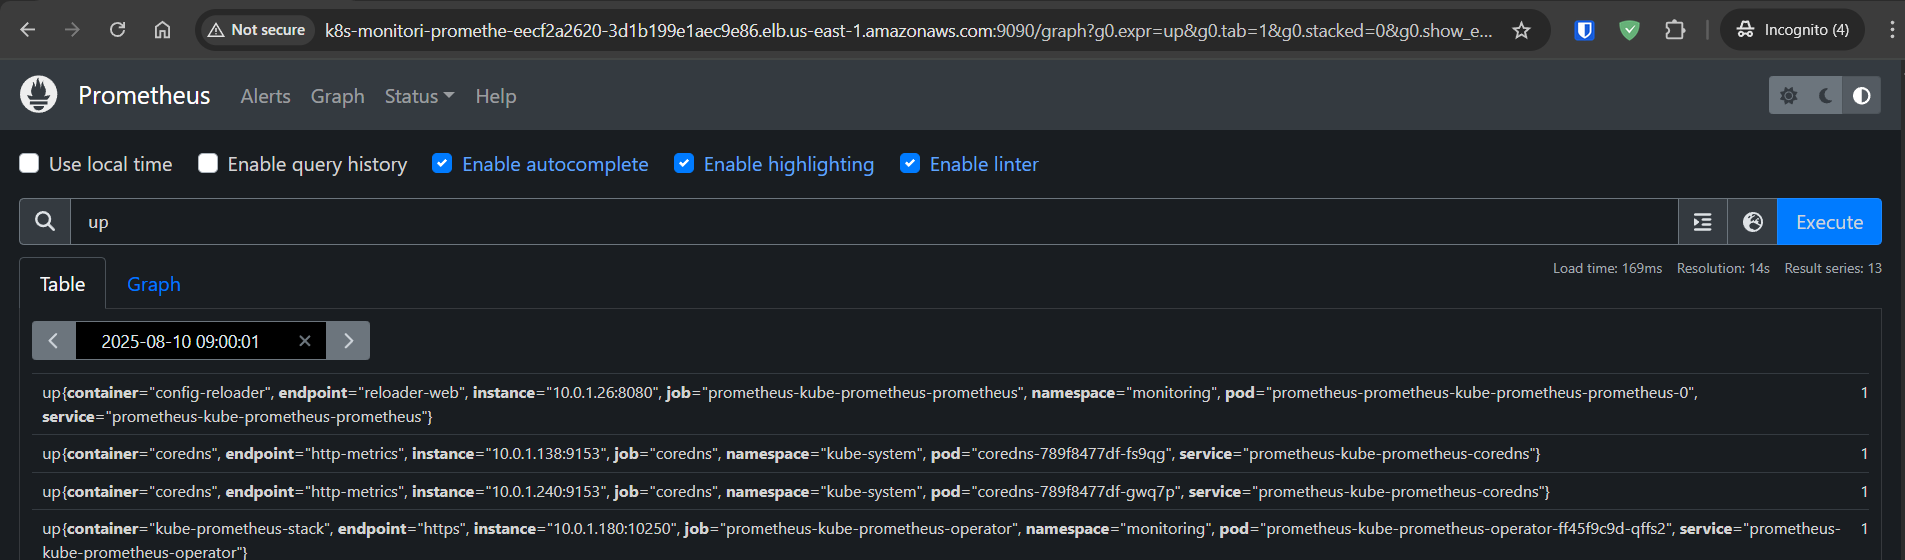 Not secure k8s-monitori-promethe-eecf2a2620-3d1b199e1aec9e86.elb.us-east-1.amazonaws.com:9090/graph?g0.expr=up&g0.tab=1&g0.stacked=0&g0.show_e... Incognito (4)
Prometheus Alerts Graph Status Help
Use local time Enable query history Enable autocomplete Enable highlighting Enable linter
up Execute
Load time: 169ms Resolution: 14s Result series: 13
Table Graph
2025-08-10 09:00:01
up{container="config-reloader", endpoint="reloader-web", instance="10.0.1.26:8080", job="prometheus-kube-prometheus-prometheus", namespace="monitoring", pod="prometheus-prometheus-kube-prometheus-prometheus-0", 1
service="prometheus-kube-prometheus-prometheus"}
up{container="coredns", endpoint="http-metrics", instance="10.0.1.138:9153", job="coredns", namespace="kube-system", pod="coredns-789f8477df-fs9qg", service="prometheus-kube-prometheus-coredns"} 1
up{container="coredns", endpoint="http-metrics", instance="10.0.1.240:9153", job="coredns", namespace="kube-system", pod="coredns-789f8477df-gwq7p", service="prometheus-kube-prometheus-coredns"} 1
up{container="kube-prometheus-stack", endpoint="https", instance="10.0.1.180:10250", job="prometheus-kube-prometheus-operator", namespace="monitoring", pod="prometheus-kube-prometheus-operator-ff45f9c9d-qffs2", service="prometheus- 1
kube-prometheus-operator"}